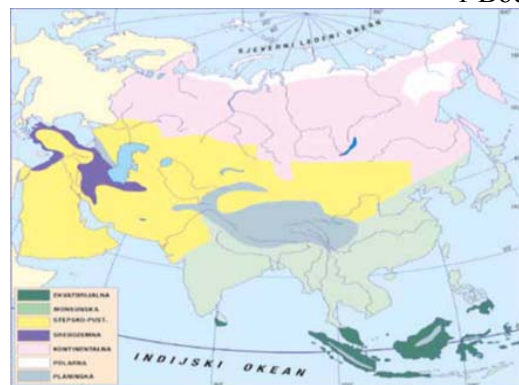 SJEVERNI LEDENI OKEAN
EKVATORIJALNA
MONSUNSKA
STEPSKO-PUST.
SREDOZEMNA
KONTINENTALNA
POLARNA
PLANINSKA
INDIJSKI OKEAN